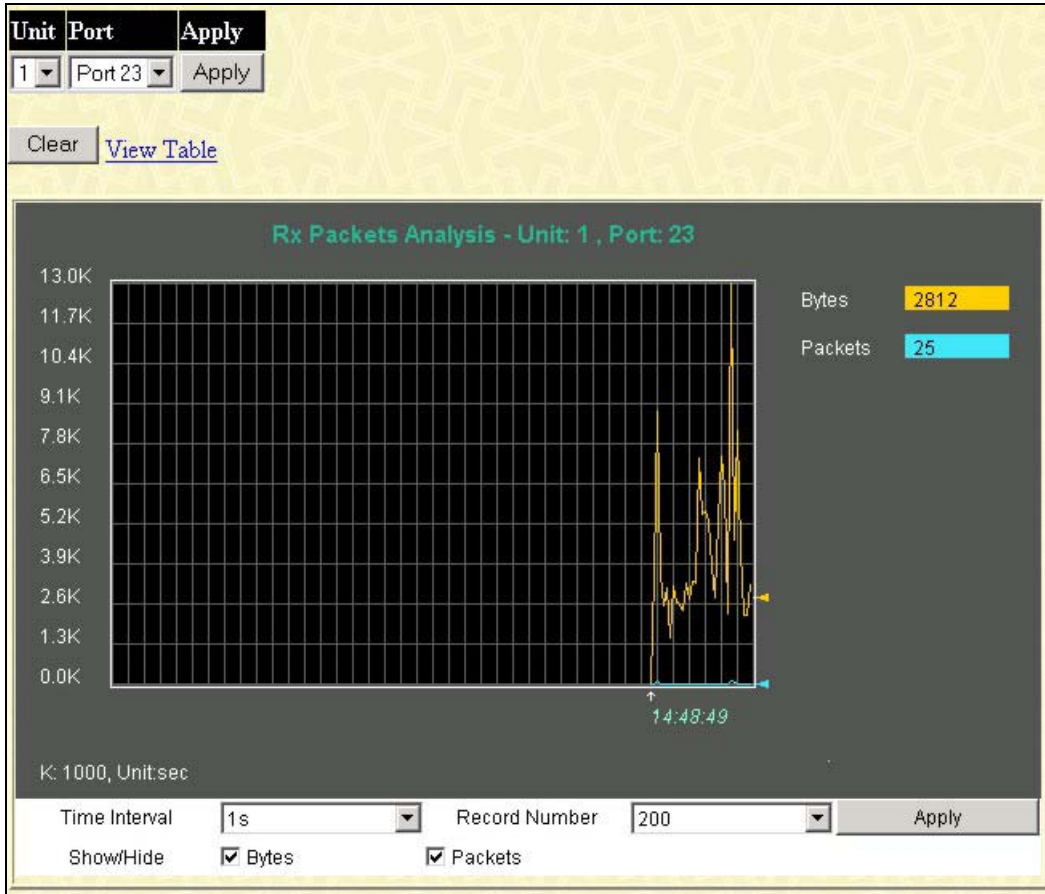 Unit Port Apply
1 Port 23 Apply
Clear View Table
Rx Packets Analysis - Unit: 1 , Port: 23
13.0K
11.7K
10.4K
9.1K
7.8K
6.5K
5.2K
3.9K
2.6K
1.3K
0.0K
Bytes 2812
Packets 25
14:48:49
K: 1000, Unit:sec
Time Interval 1s Record Number 200 Apply
Show/Hide Bytes Packets